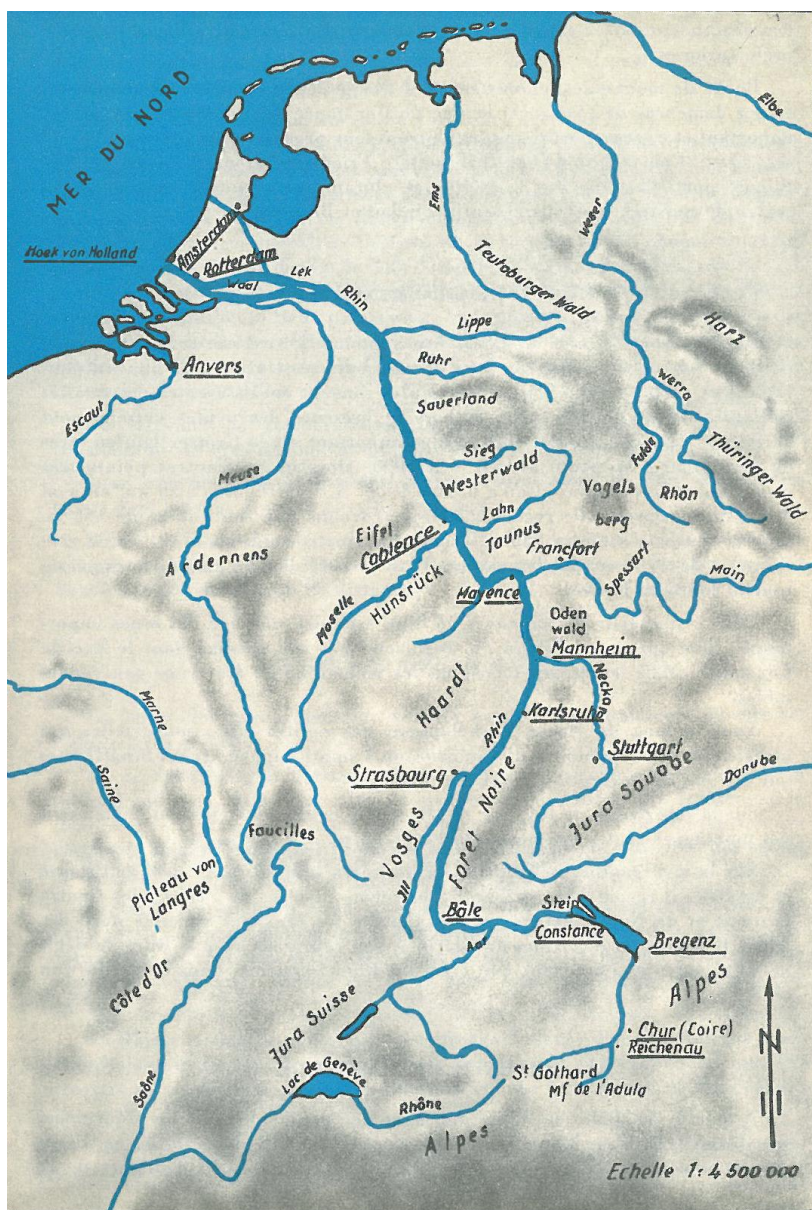 MER DU NORD
Elbe
Ems
Weser
Amsterdam
Hoek von Holland
Rotterdam
Lek
Waal
Rhin
Teutoburger Wald
Lippe
Harz
Anvers
Ruhr
Sauerland
Werra
Escaut
Sieg
Fulda
Thüringer Wald
Meuse
Westerwald
Vogels
berg
Rhön
Lahn
Eifel
Coblence
Taunus
Francfort
Ardennens
Spessart
Main
Moselle
Hunsrück
Mayence
Oden
wald
Mannheim
Haardt
Neckar
Marne
Karlsruhe
Rhin
Stuttgart
Saine
Strasbourg
Danube
Jura Souabe
Foret Noire
Faucilles
Vosges
Plateau von
Langres
Ill
Bâle
Stein
Constance
Bregenz
Aar
Côte d'Or
Alpes
Jura Suisse
Chur (Coire)
Reichenau
Lac de Genève
St Gothard
Mf de l'Adula
Saône
Rhône
Alpes
N
Echelle 1: 4 500 000